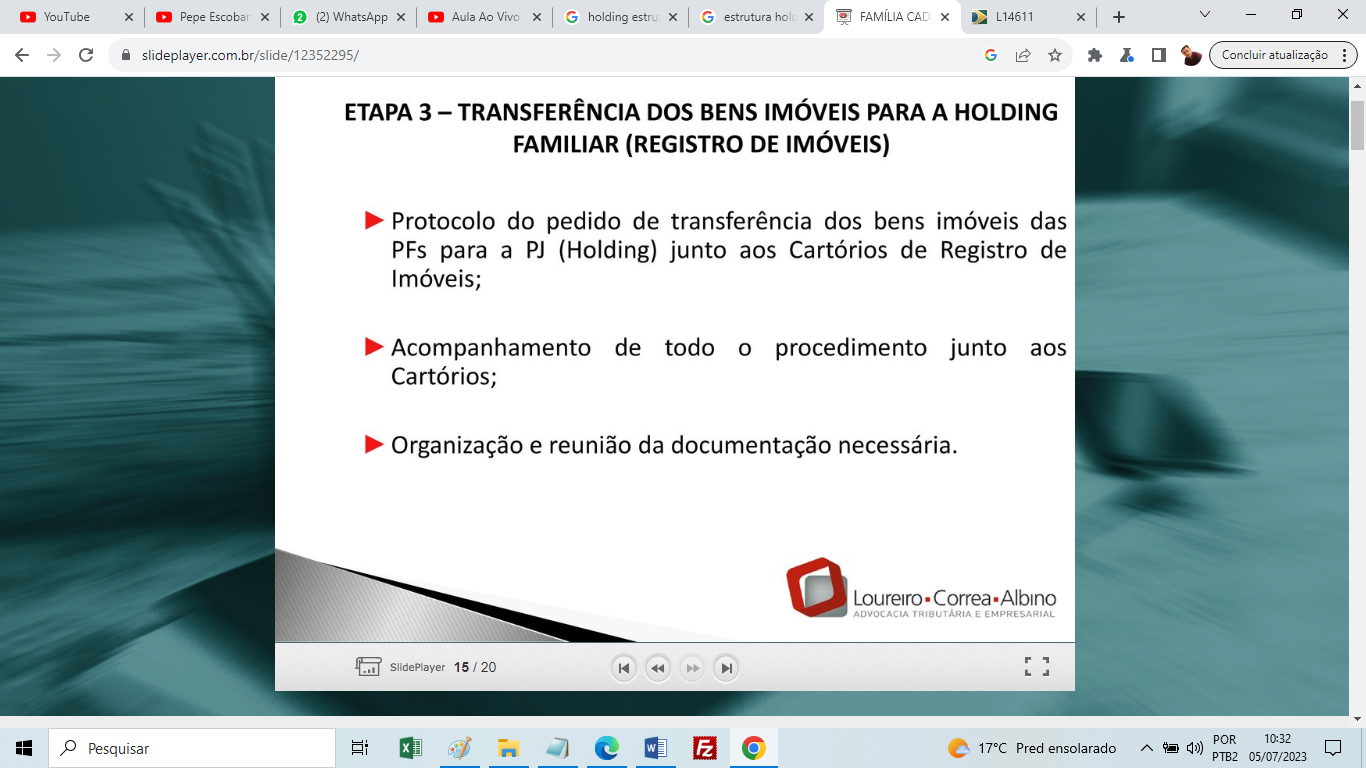 YouTube
Pepe Escobar
(2) WhatsApp
Aula Ao Vivo
holding estru
estrutura hol
FAMÍLIA CAD
L14611
slideplayer.com.br/slide/12352295/
Concluir atualização
ETAPA 3 – TRANSFERÊNCIA DOS BENS IMÓVEIS PARA A HOLDING
FAMILIAR (REGISTRO DE IMÓVEIS)
Protocolo do pedido de transferência dos bens imóveis das
PFs para a PJ (Holding) junto aos Cartórios de Registro de
Imóveis;
Acompanhamento de todo o procedimento junto aos
Cartórios;
Organização e reunião da documentação necessária.
Loureiro▪Correa▪Albino
ADVOCACIA TRIBUTÁRIA E EMPRESARIAL
SlidePlayer 15 / 20
Pesquisar
17°C Pred ensolarado
POR
PTB2
10:32
05/07/2023